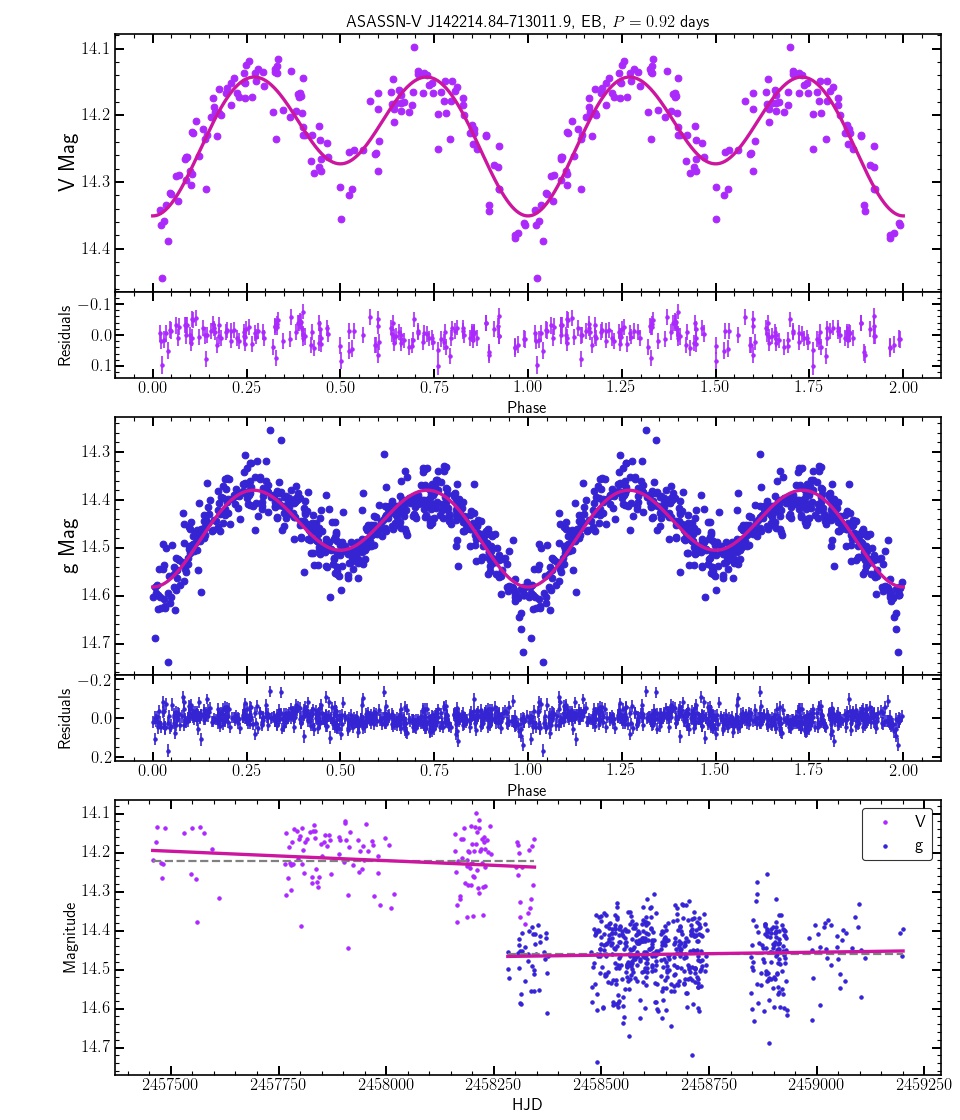 ASASSN-V J142214.84-713011.9, EB, P = 0.92 days
14.1
14.2
14.3
14.4
V Mag
−0.1
0.0
0.1
Residuals
0.00 0.25 0.50 0.75 1.00 1.25 1.50 1.75 2.00
Phase
14.3
14.4
14.5
14.6
14.7
g Mag
−0.2
0.0
0.2
Residuals
0.00 0.25 0.50 0.75 1.00 1.25 1.50 1.75 2.00
Phase
14.1
14.2
14.3
14.4
14.5
14.6
14.7
Magnitude
V
g
2457500 2457750 2458000 2458250 2458500 2458750 2459000 2459250
HJD